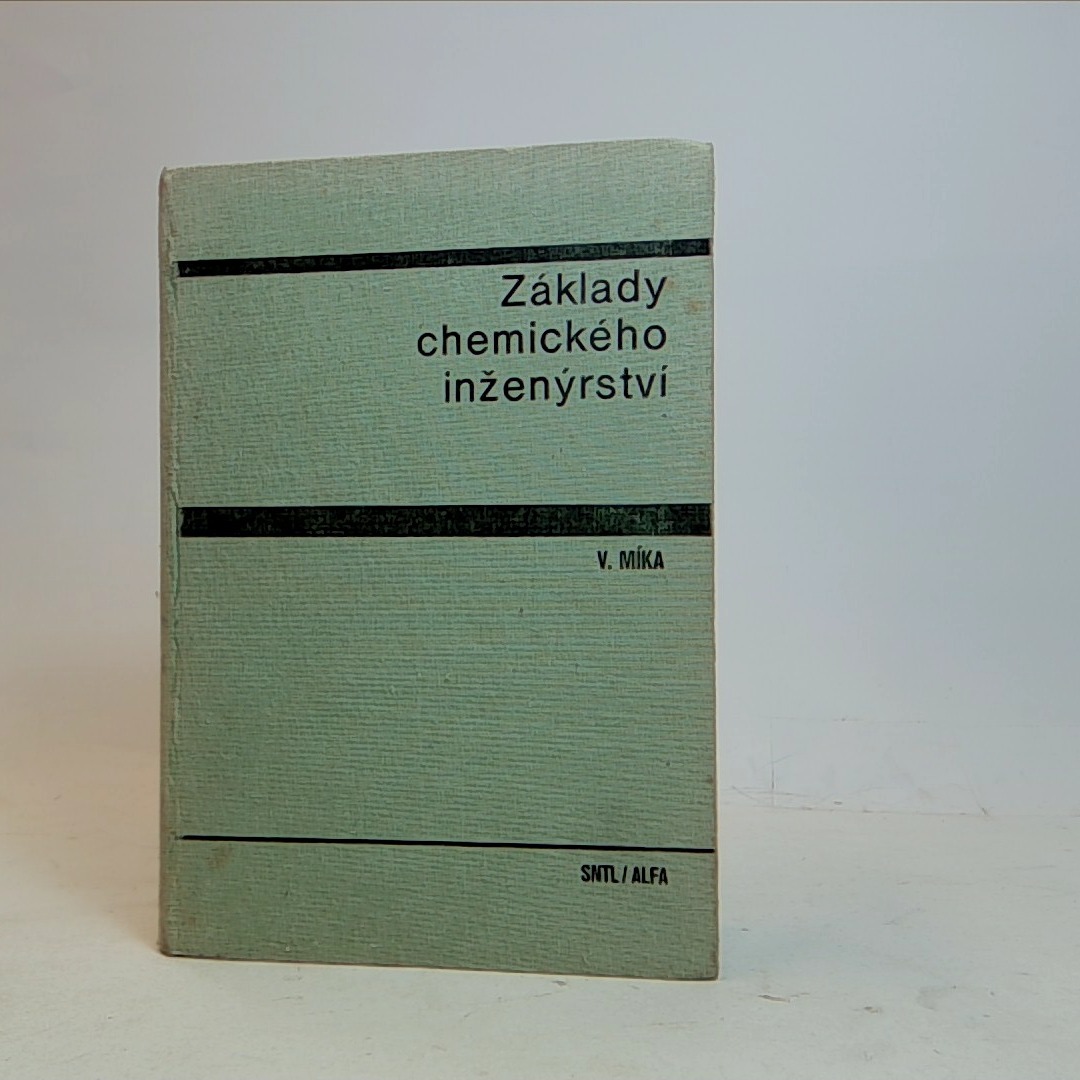 Základy
chemického
inženýrství
V. MÍKA
SNTL / ALFA